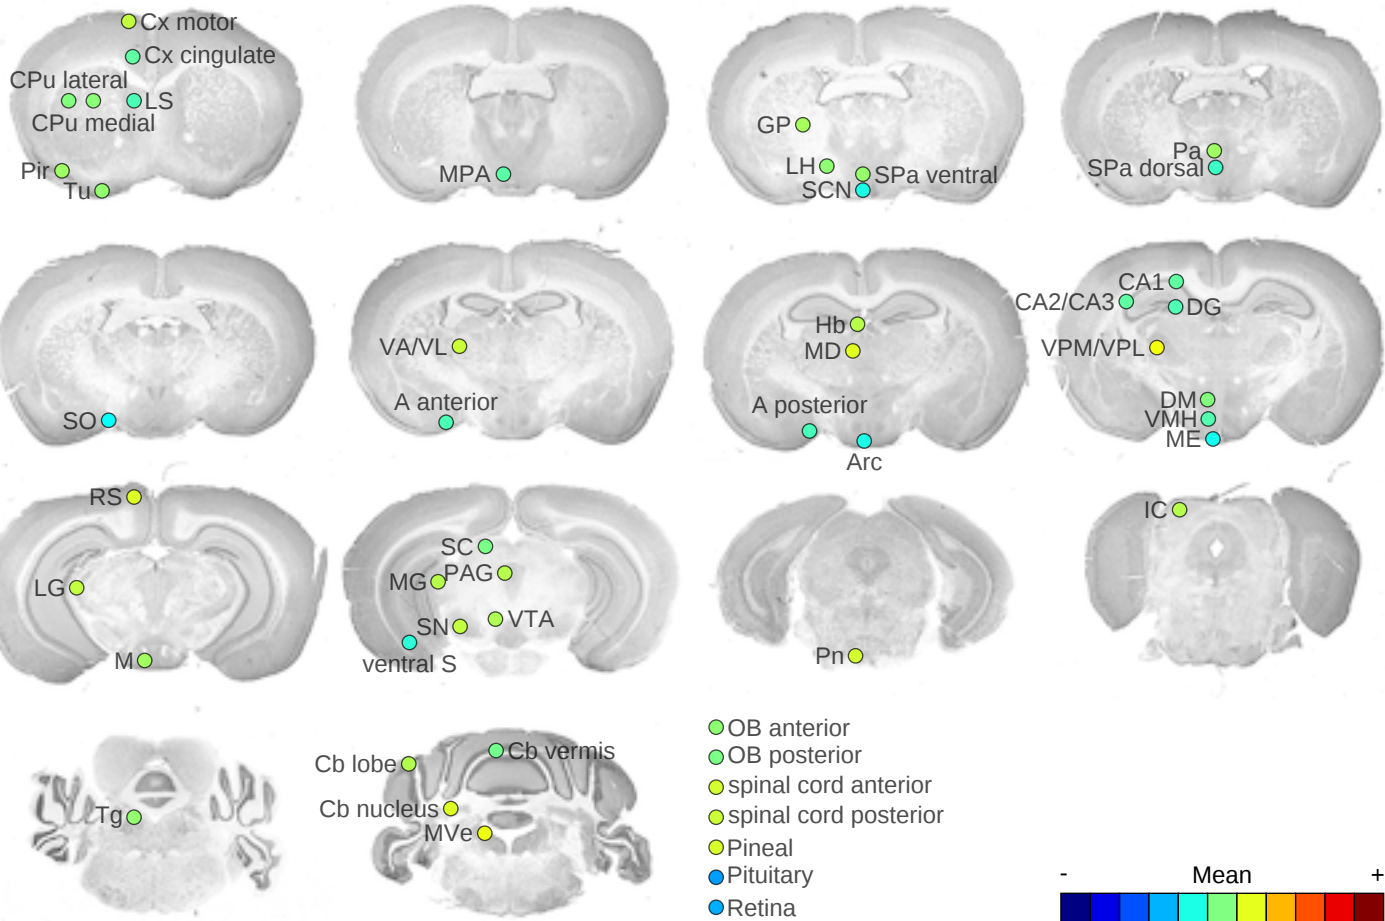 Cx motor
Cx cingulate
CPu lateral
LS
CPu medial
Pir
Tu
MPA
GP
LH
SPa ventral
SCN
Pa
SPa dorsal
SO
VA/VL
A anterior
Hb
MD
A posterior
Arc
CA1
CA2/CA3
DG
VPM/VPL
DM
VMH
ME
RS
LG
M
SC
PAG
MG
VTA
SN
ventral S
Pn
IC
Tg
Cb lobe
Cb vermis
Cb nucleus
MVe
OB anterior
OB posterior
spinal cord anterior
spinal cord posterior
Pineal
Pituitary
Retina
- Mean +